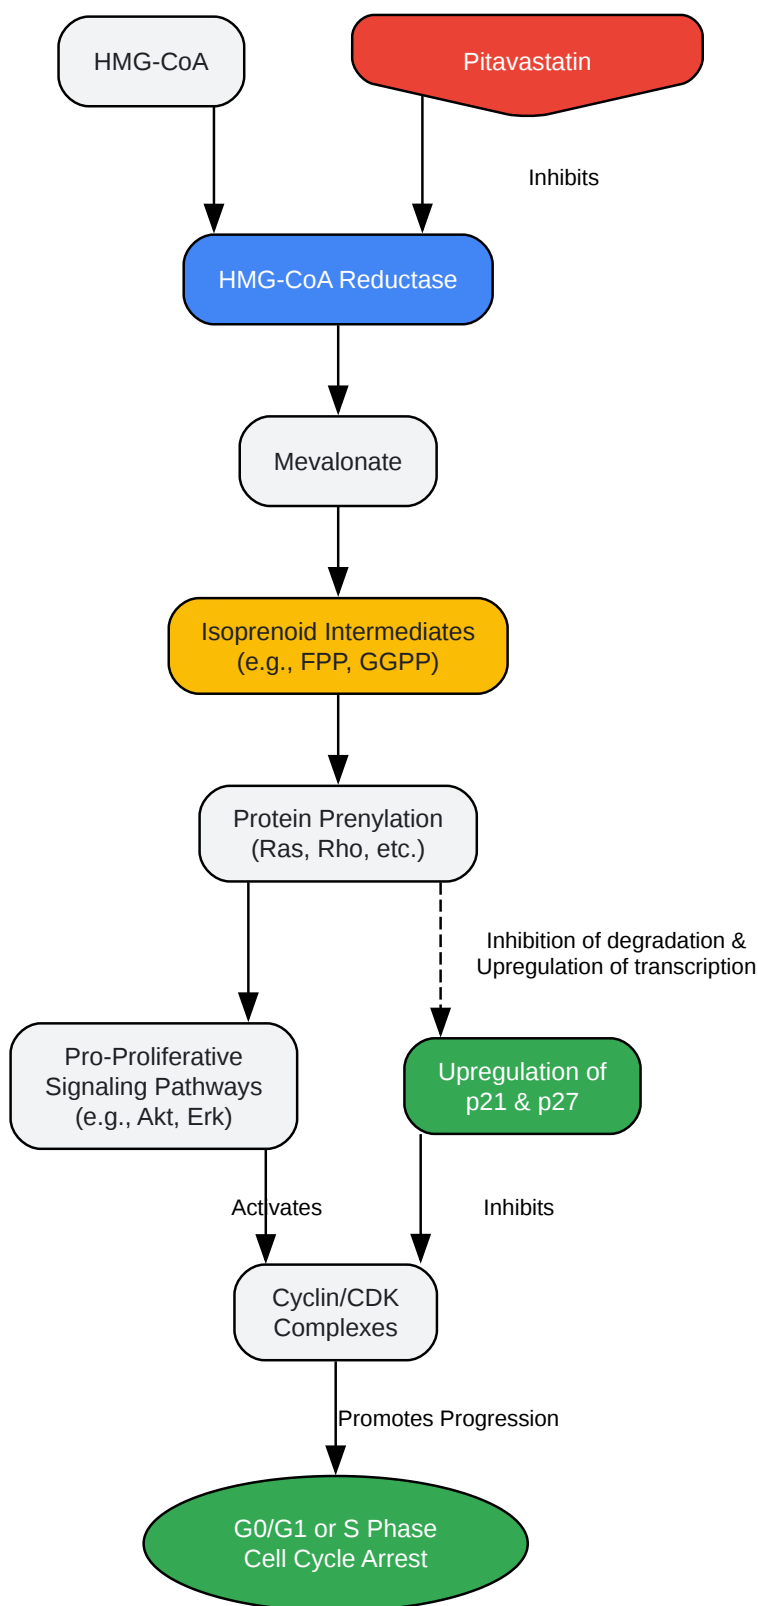 HMG-CoA
Pitavastatin
Inhibits
HMG-CoA Reductase
Mevalonate
Isoprenoid Intermediates
(e.g., FPP, GGPP)
Protein Prenylation
(Ras, Rho, etc.)
Inhibition of degradation &
Upregulation of transcription
Pro-Proliferative
Signaling Pathways
(e.g., Akt, Erk)
Upregulation of
p21 & p27
Activates
Inhibits
Cyclin/CDK
Complexes
Promotes Progression
G0/G1 or S Phase
Cell Cycle Arrest